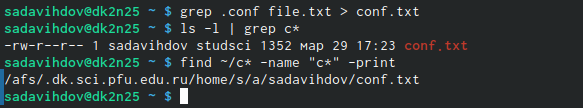 sadavihdov@dk2n25 ~ $ grep .conf file.txt > conf.txt
sadavihdov@dk2n25 ~ $ ls -l | grep c*
-rw-r--r-- 1 sadavihdov studsci 1352 мар 29 17:23 conf.txt
sadavihdov@dk2n25 ~ $ find ~/c* -name "c*" -print
/afs/.dk.sci.pfu.edu.ru/home/s/a/sadavihdov/conf.txt
sadavihdov@dk2n25 ~ $